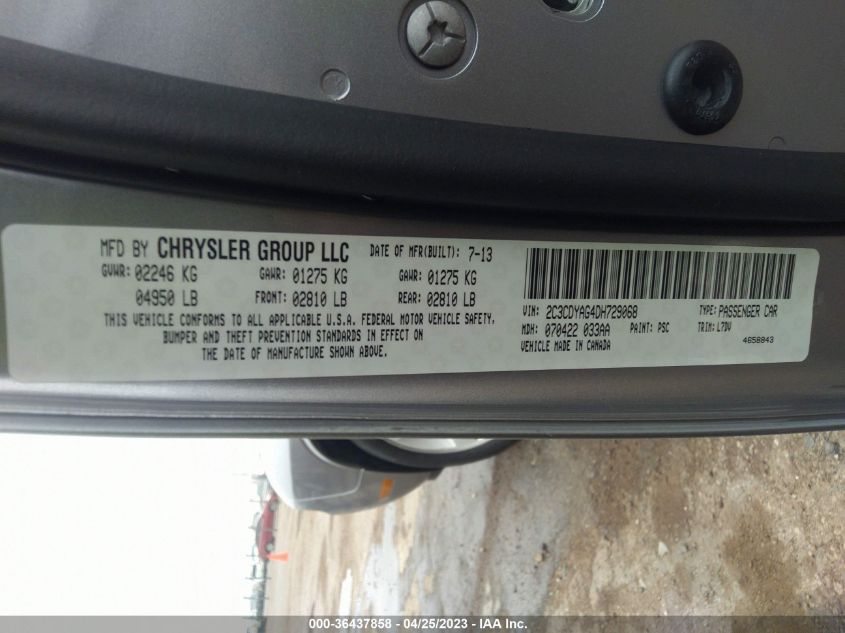 MFD BY CHRYSLER GROUP LLC DATE OF MFR(BUILT): 7-13
GVWR: 02246 KG GAWR: 01275 KG GAWR: 01275 KG
04950 LB FRONT: 02810 LB REAR: 02810 LB
THIS VEHICLE CONFORMS TO ALL APPLICABLE U.S.A. FEDERAL MOTOR VEHICLE SAFETY,
BUMPER AND THEFT PREVENTION STANDARDS IN EFFECT ON
THE DATE OF MANUFACTURE SHOWN ABOVE.
VIN: 2C3CDYAG4DH729068 TYPE: PASSENGER CAR
MDH: 070422 033AA PAINT: PSC TRIM: L7DV
VEHICLE MADE IN CANADA 4658843
000-36437858 - 04/25/2023 - IAA Inc.